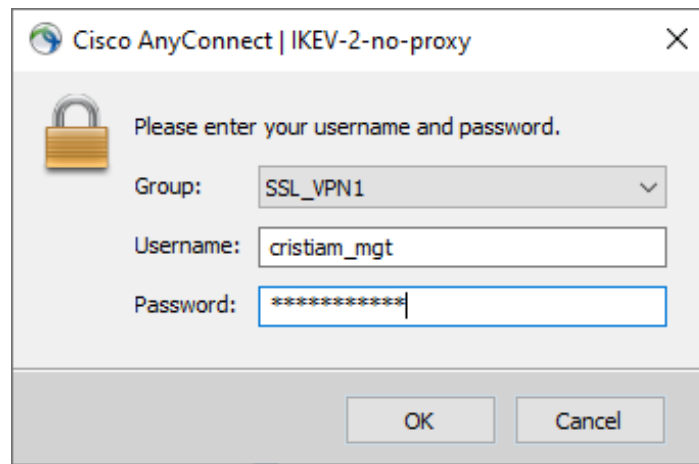 Cisco AnyConnect | IKEV-2-no-proxy
Please enter your username and password.
Group: SSL_VPN1
Username: cristiam_mgt
Password: ***********
OK Cancel